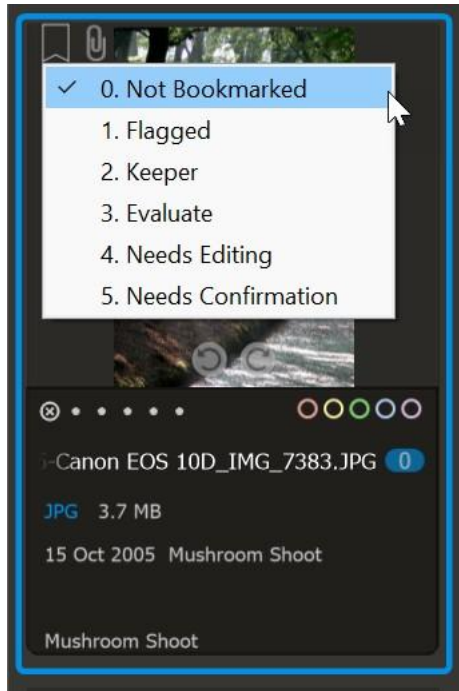 0. Not Bookmarked
1. Flagged
2. Keeper
3. Evaluate
4. Needs Editing
5. Needs Confirmation
-Canon EOS 10D_IMG_7383.JPG 0
JPG 3.7 MB
15 Oct 2005 Mushroom Shoot
Mushroom Shoot